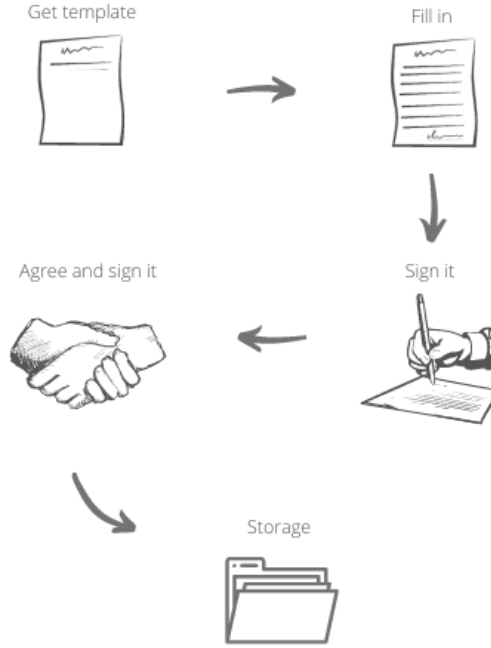 Get template
Fill in
Sign it
Agree and sign it
Storage